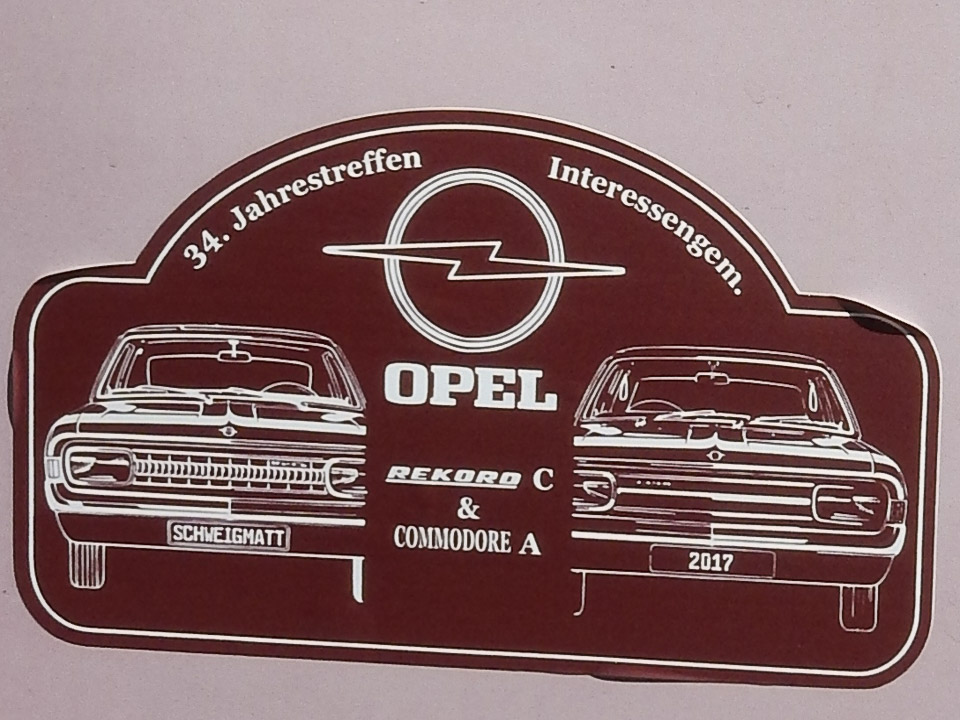 34. Jahrestreffen Interessengem.
OPEL
REKORD C
&
COMMODORE A
SCHWEIGMATT
2017